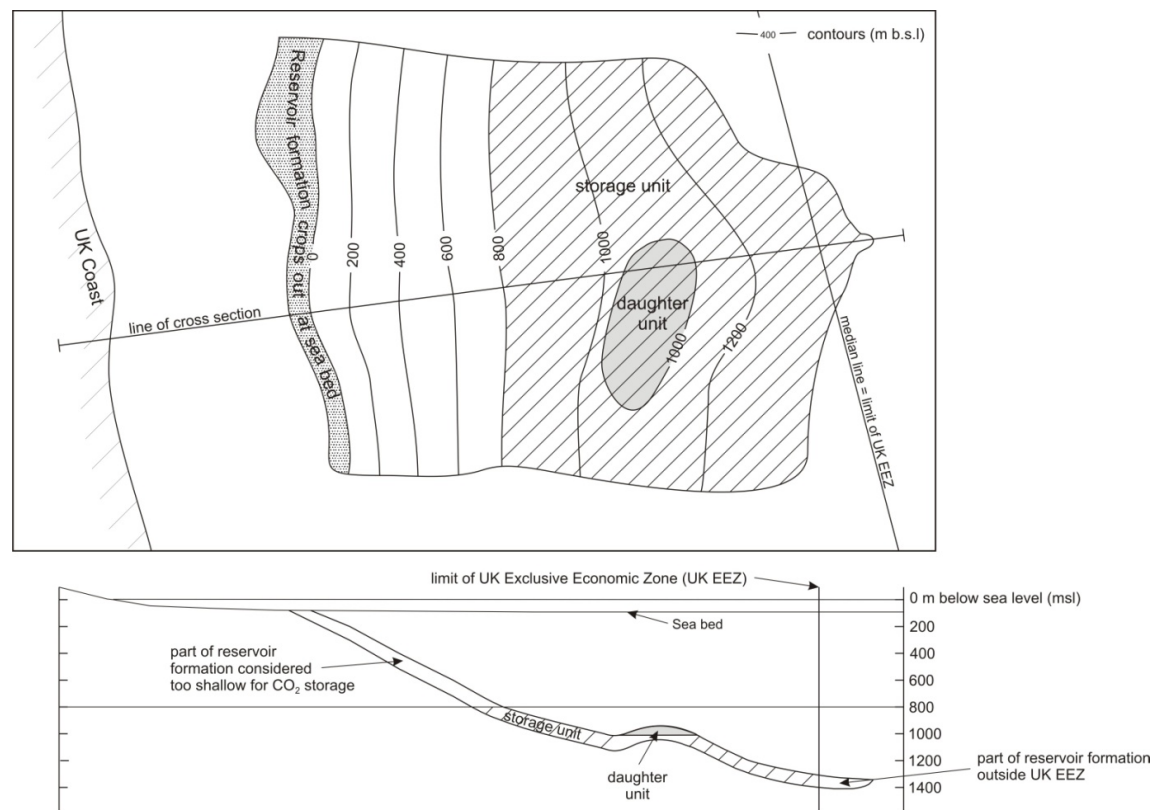 400 contours (m b.s.l)
Reservoir formation crops out at sea bed
storage unit
UK Coast
0
200
400
600
800
1000
line of cross section
daughter
unit
1000
1200
median line = limit of UK EEZ
limit of UK Exclusive Economic Zone (UK EEZ)
0 m below sea level (msl)
Sea bed
200
part of reservoir
formation considered
too shallow for CO₂ storage
400
600
800
storage unit
1000
daughter
unit
1200
part of reservoir formation
outside UK EEZ
1400